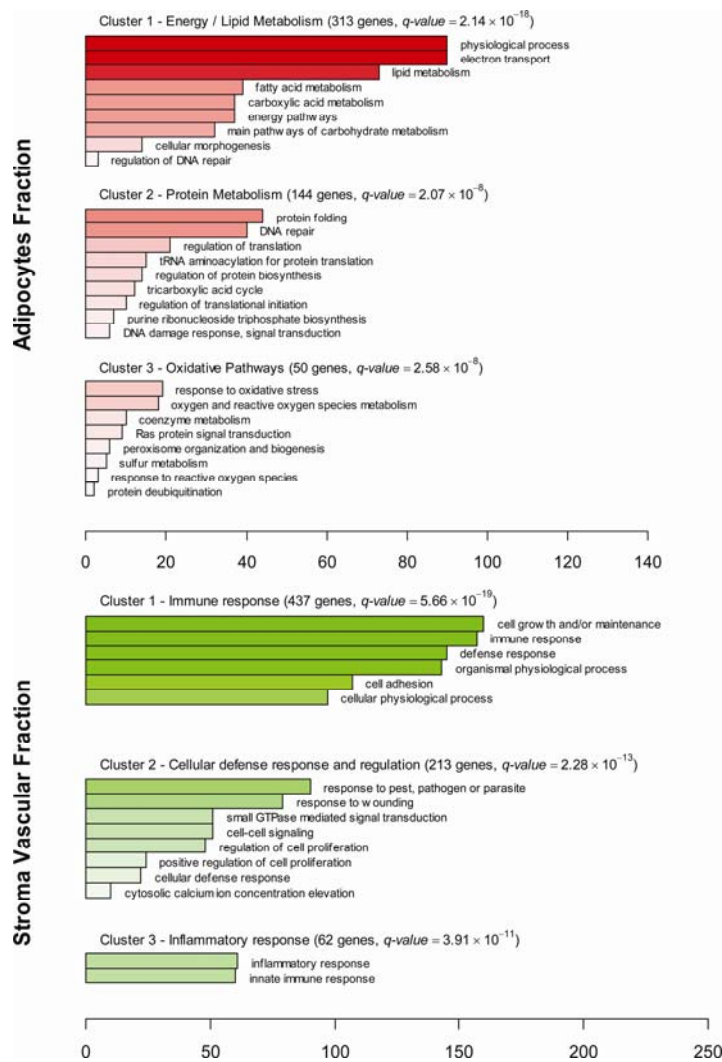 Adipocytes Fraction
Cluster 1 - Energy / Lipid Metabolism (313 genes, q-value = 2.14 × 10⁻¹⁸)
physiological process
electron transport
lipid metabolism
fatty acid metabolism
carboxylic acid metabolism
energy pathways
main pathways of carbohydrate metabolism
cellular morphogenesis
regulation of DNA repair
Cluster 2 - Protein Metabolism (144 genes, q-value = 2.07 × 10⁻⁸)
protein folding
DNA repair
regulation of translation
tRNA aminoacylation for protein translation
regulation of protein biosynthesis
tricarboxylic acid cycle
regulation of translational initiation
purine ribonucleoside triphosphate biosynthesis
DNA damage response, signal transduction
Cluster 3 - Oxidative Pathways (50 genes, q-value = 2.58 × 10⁻⁸)
response to oxidative stress
oxygen and reactive oxygen species metabolism
coenzyme metabolism
Ras protein signal transduction
peroxisome organization and biogenesis
sulfur metabolism
response to reactive oxygen species
protein deubiquitination
0 20 40 60 80 100 120 140
Stroma Vascular Fraction
Cluster 1 - Immune response (437 genes, q-value = 5.66 × 10⁻¹⁹)
cell growth and/or maintenance
immune response
defense response
organismal physiological process
cell adhesion
cellular physiological process
Cluster 2 - Cellular defense response and regulation (213 genes, q-value = 2.28 × 10⁻¹³)
response to pest, pathogen or parasite
response to wounding
small GTPase mediated signal transduction
cell-cell signaling
regulation of cell proliferation
positive regulation of cell proliferation
cellular defense response
cytosolic calcium ion concentration elevation
Cluster 3 - Inflammatory response (62 genes, q-value = 3.91 × 10⁻¹¹)
inflammatory response
innate immune response
0 50 100 150 200 250